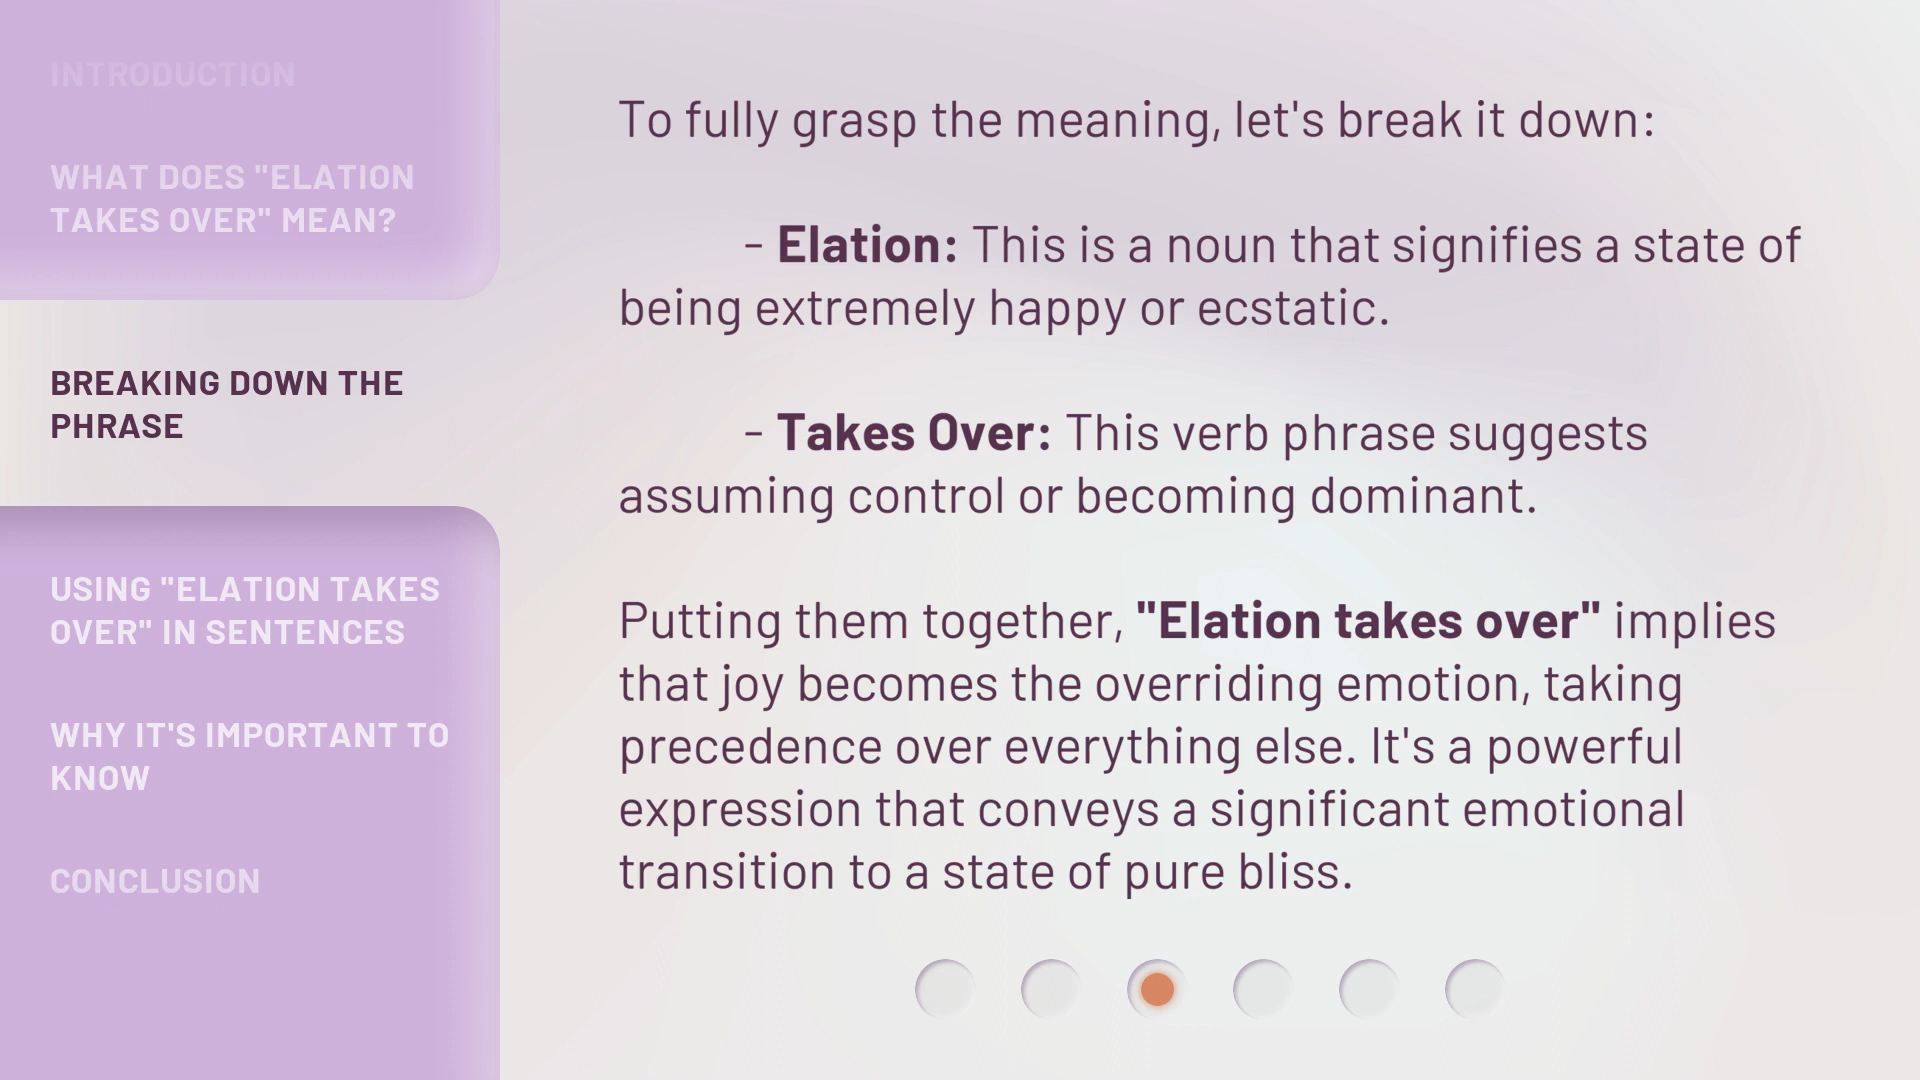 INTRODUCTION
WHAT DOES "ELATION
TAKES OVER" MEAN?
BREAKING DOWN THE
PHRASE
USING "ELATION TAKES
OVER" IN SENTENCES
WHY IT'S IMPORTANT TO
KNOW
CONCLUSION
To fully grasp the meaning, let's break it down:
- Elation: This is a noun that signifies a state of
being extremely happy or ecstatic.
- Takes Over: This verb phrase suggests
assuming control or becoming dominant.
Putting them together, "Elation takes over" implies
that joy becomes the overriding emotion, taking
precedence over everything else. It's a powerful
expression that conveys a significant emotional
transition to a state of pure bliss.